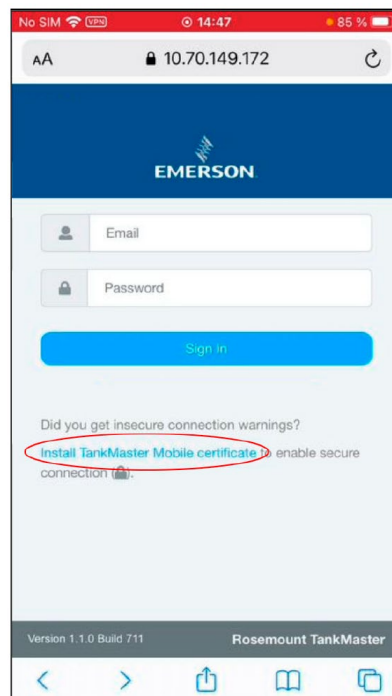 No SIM VPN 14:47 85 %
AA 10.70.149.172
EMERSON
Email
Password
Sign In
Did you get insecure connection warnings?
Install TankMaster Mobile certificate to enable secure
connection ().
Version 1.1.0 Build 711 Rosemount TankMaster